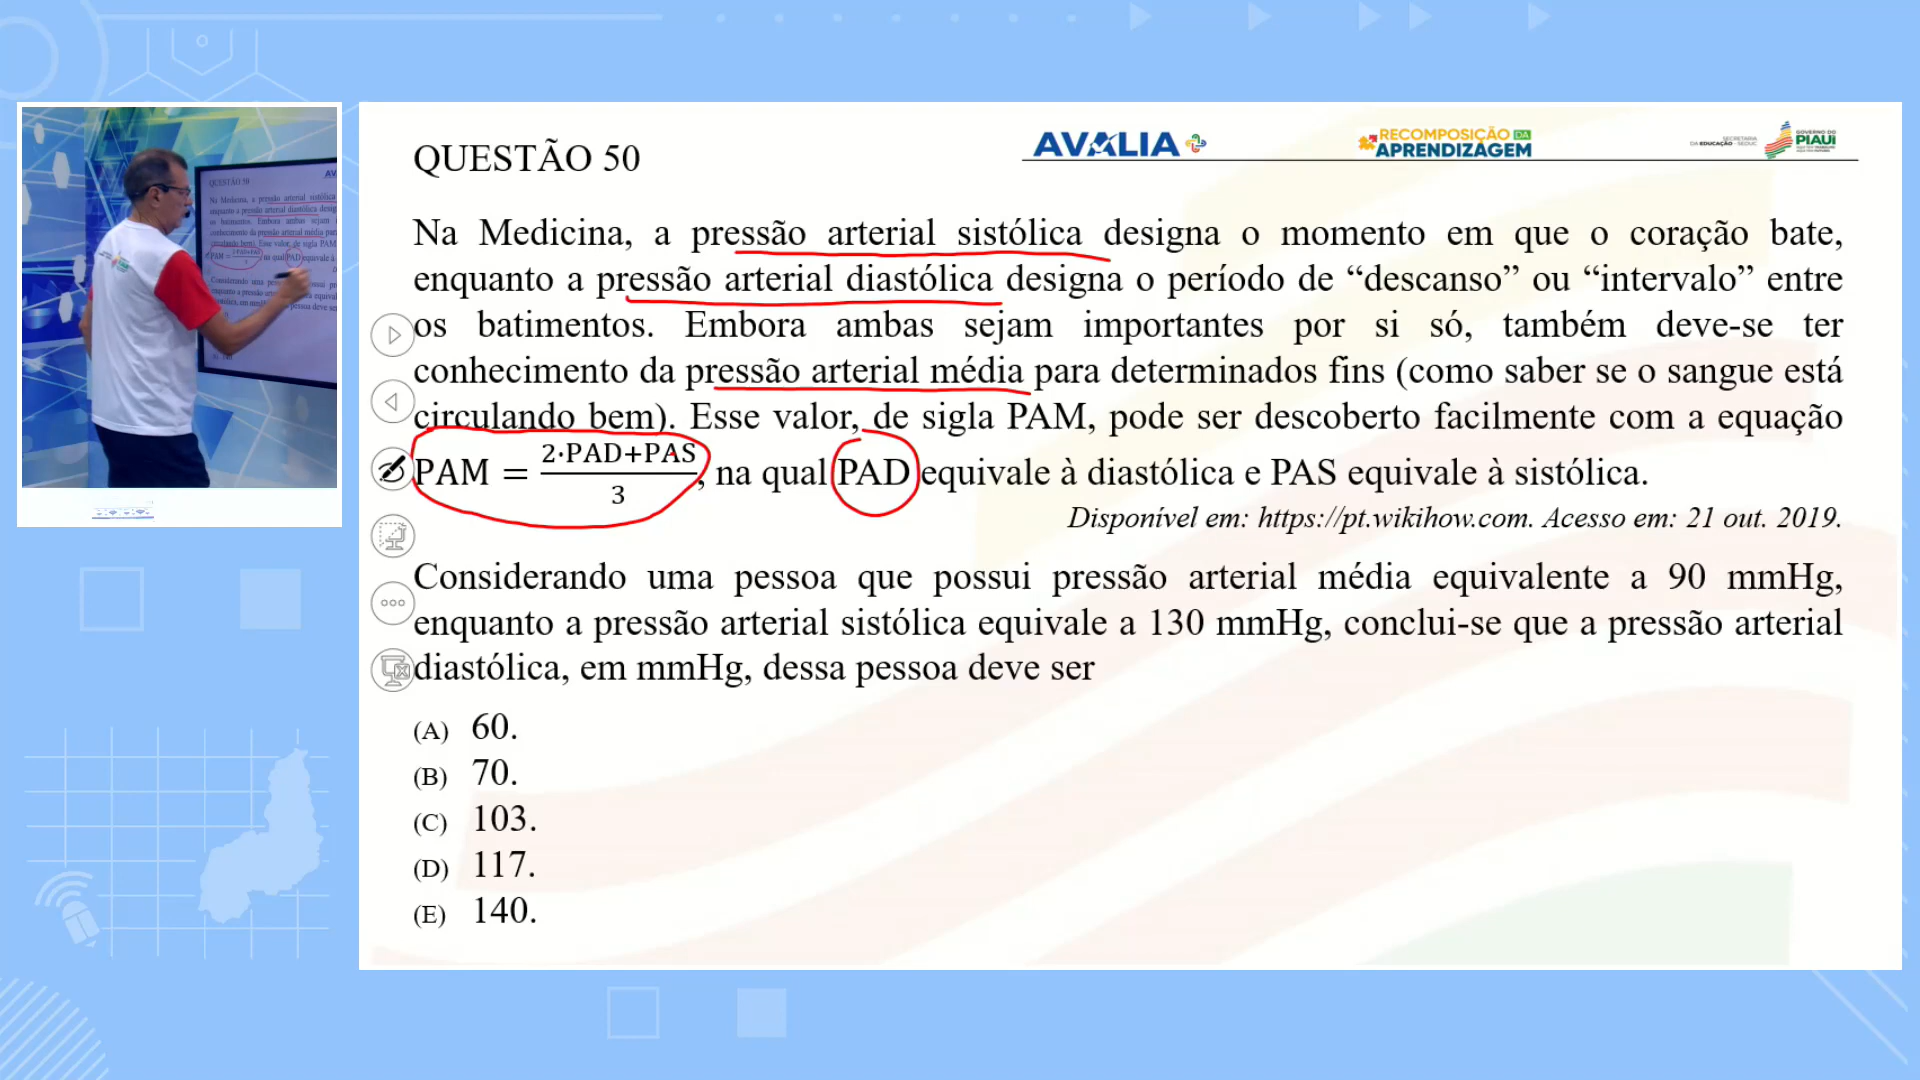 QUESTÃO 50
AVALIA
RECOMPOSIÇÃO DA
APRENDIZAGEM
SECRETARIA
DA EDUCAÇÃO - SEDUC
GOVERNO DO
PIAUÍ
Na Medicina, a pressão arterial sistólica designa o momento em que o coração bate,
enquanto a pressão arterial diastólica designa o período de “descanso” ou “intervalo” entre
os batimentos. Embora ambas sejam importantes por si só, também deve-se ter
conhecimento da pressão arterial média para determinados fins (como saber se o sangue está
circulando bem). Esse valor, de sigla PAM, pode ser descoberto facilmente com a equação
PAM = 2·PAD+PAS/3, na qual PAD equivale à diastólica e PAS equivale à sistólica.
Disponível em: https://pt.wikihow.com. Acesso em: 21 out. 2019.
Considerando uma pessoa que possui pressão arterial média equivalente a 90 mmHg,
enquanto a pressão arterial sistólica equivale a 130 mmHg, conclui-se que a pressão arterial
diastólica, em mmHg, dessa pessoa deve ser
(A) 60.
(B) 70.
(C) 103.
(D) 117.
(E) 140.